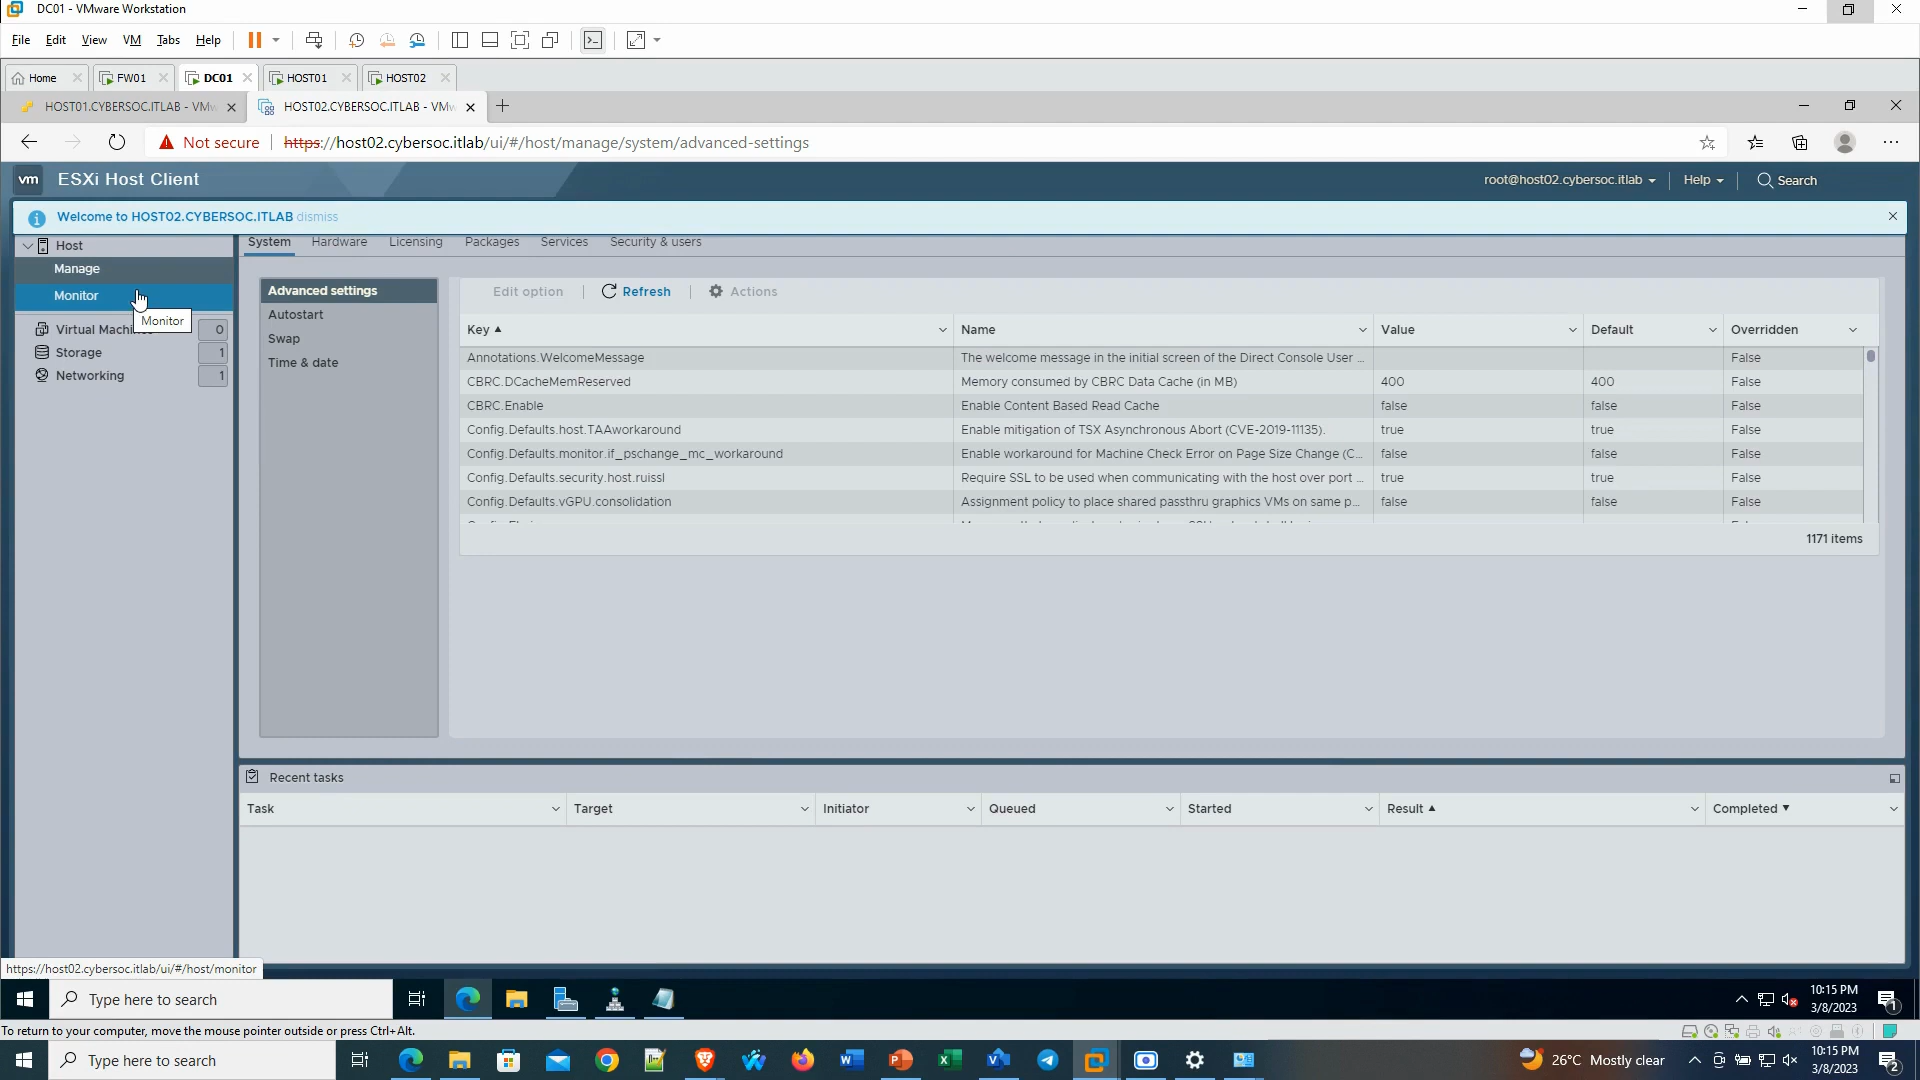 DC01 - VMware Workstation
File Edit View VM Tabs Help
Home FW01 DC01 HOST01 HOST02
HOST01.CYBERSOC.ITLAB - VMw HOST02.CYBERSOC.ITLAB - VMw
Not secure https://host02.cybersoc.itlab/ui/#/host/manage/system/advanced-settings
vm ESXi Host Client root@host02.cybersoc.itlab Help Search
Welcome to HOST02.CYBERSOC.ITLAB dismiss
Host
Manage
Monitor
Monitor
Virtual Machines 0
Storage 1
Networking 1
System Hardware Licensing Packages Services Security & users
Advanced settings
Autostart
Swap
Time & date
Edit option Refresh Actions
Key Name Value Default Overridden
Annotations.WelcomeMessage The welcome message in the initial screen of the Direct Console User ... False
CBRC.DCacheMemReserved Memory consumed by CBRC Data Cache (in MB) 400 400 False
CBRC.Enable Enable Content Based Read Cache false false False
Config.Defaults.host.TAAworkaround Enable mitigation of TSX Asynchronous Abort (CVE-2019-11135). true true False
Config.Defaults.monitor.if_pschange_mc_workaround Enable workaround for Machine Check Error on Page Size Change (C... false false False
Config.Defaults.security.host.ruissl Require SSL to be used when communicating with the host over port ... true true False
Config.Defaults.vGPU.consolidation Assignment policy to place shared passthru graphics VMs on same p... false false False
1171 items
Recent tasks
Task Target Initiator Queued Started Result Completed
https://host02.cybersoc.itlab/ui/#/host/monitor
Type here to search 10:15 PM
3/8/2023 1
To return to your computer, move the mouse pointer outside or press Ctrl+Alt.
Type here to search 26°C Mostly clear 10:15 PM
3/8/2023 2